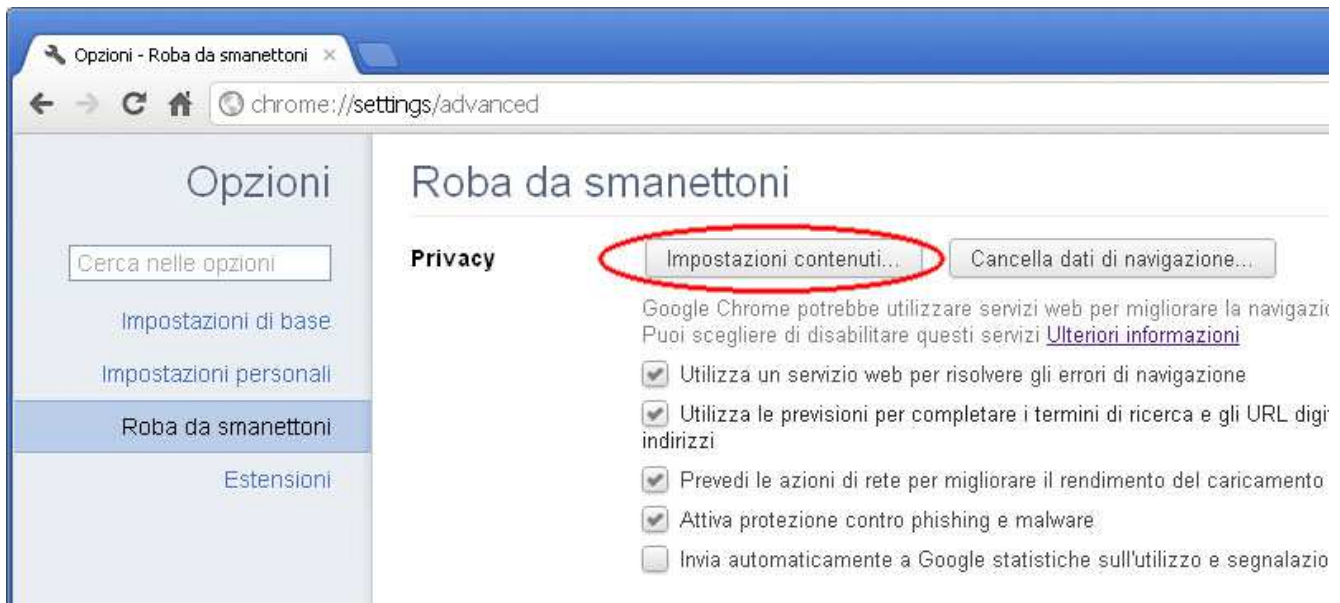 Opzioni - Roba da smanettoni
chrome://settings/advanced
Opzioni
Cerca nelle opzioni
Impostazioni di base
Impostazioni personali
Roba da smanettoni
Estensioni
Roba da smanettoni
Privacy
Impostazioni contenuti...
Cancella dati di navigazione...
Google Chrome potrebbe utilizzare servizi web per migliorare la
Puoi scegliere di disabilitare questi servizi Ulteriori informazioni
Utilizza un servizio web per risolvere gli errori di navigazione
Utilizza le previsioni per completare i termini di ricerca e gli URL
indirizzi
Prevedi le azioni di rete per migliorare il rendimento del caricamento
Attiva protezione contro phishing e malware
Invia automaticamente a Google statistiche sull'utilizzo e